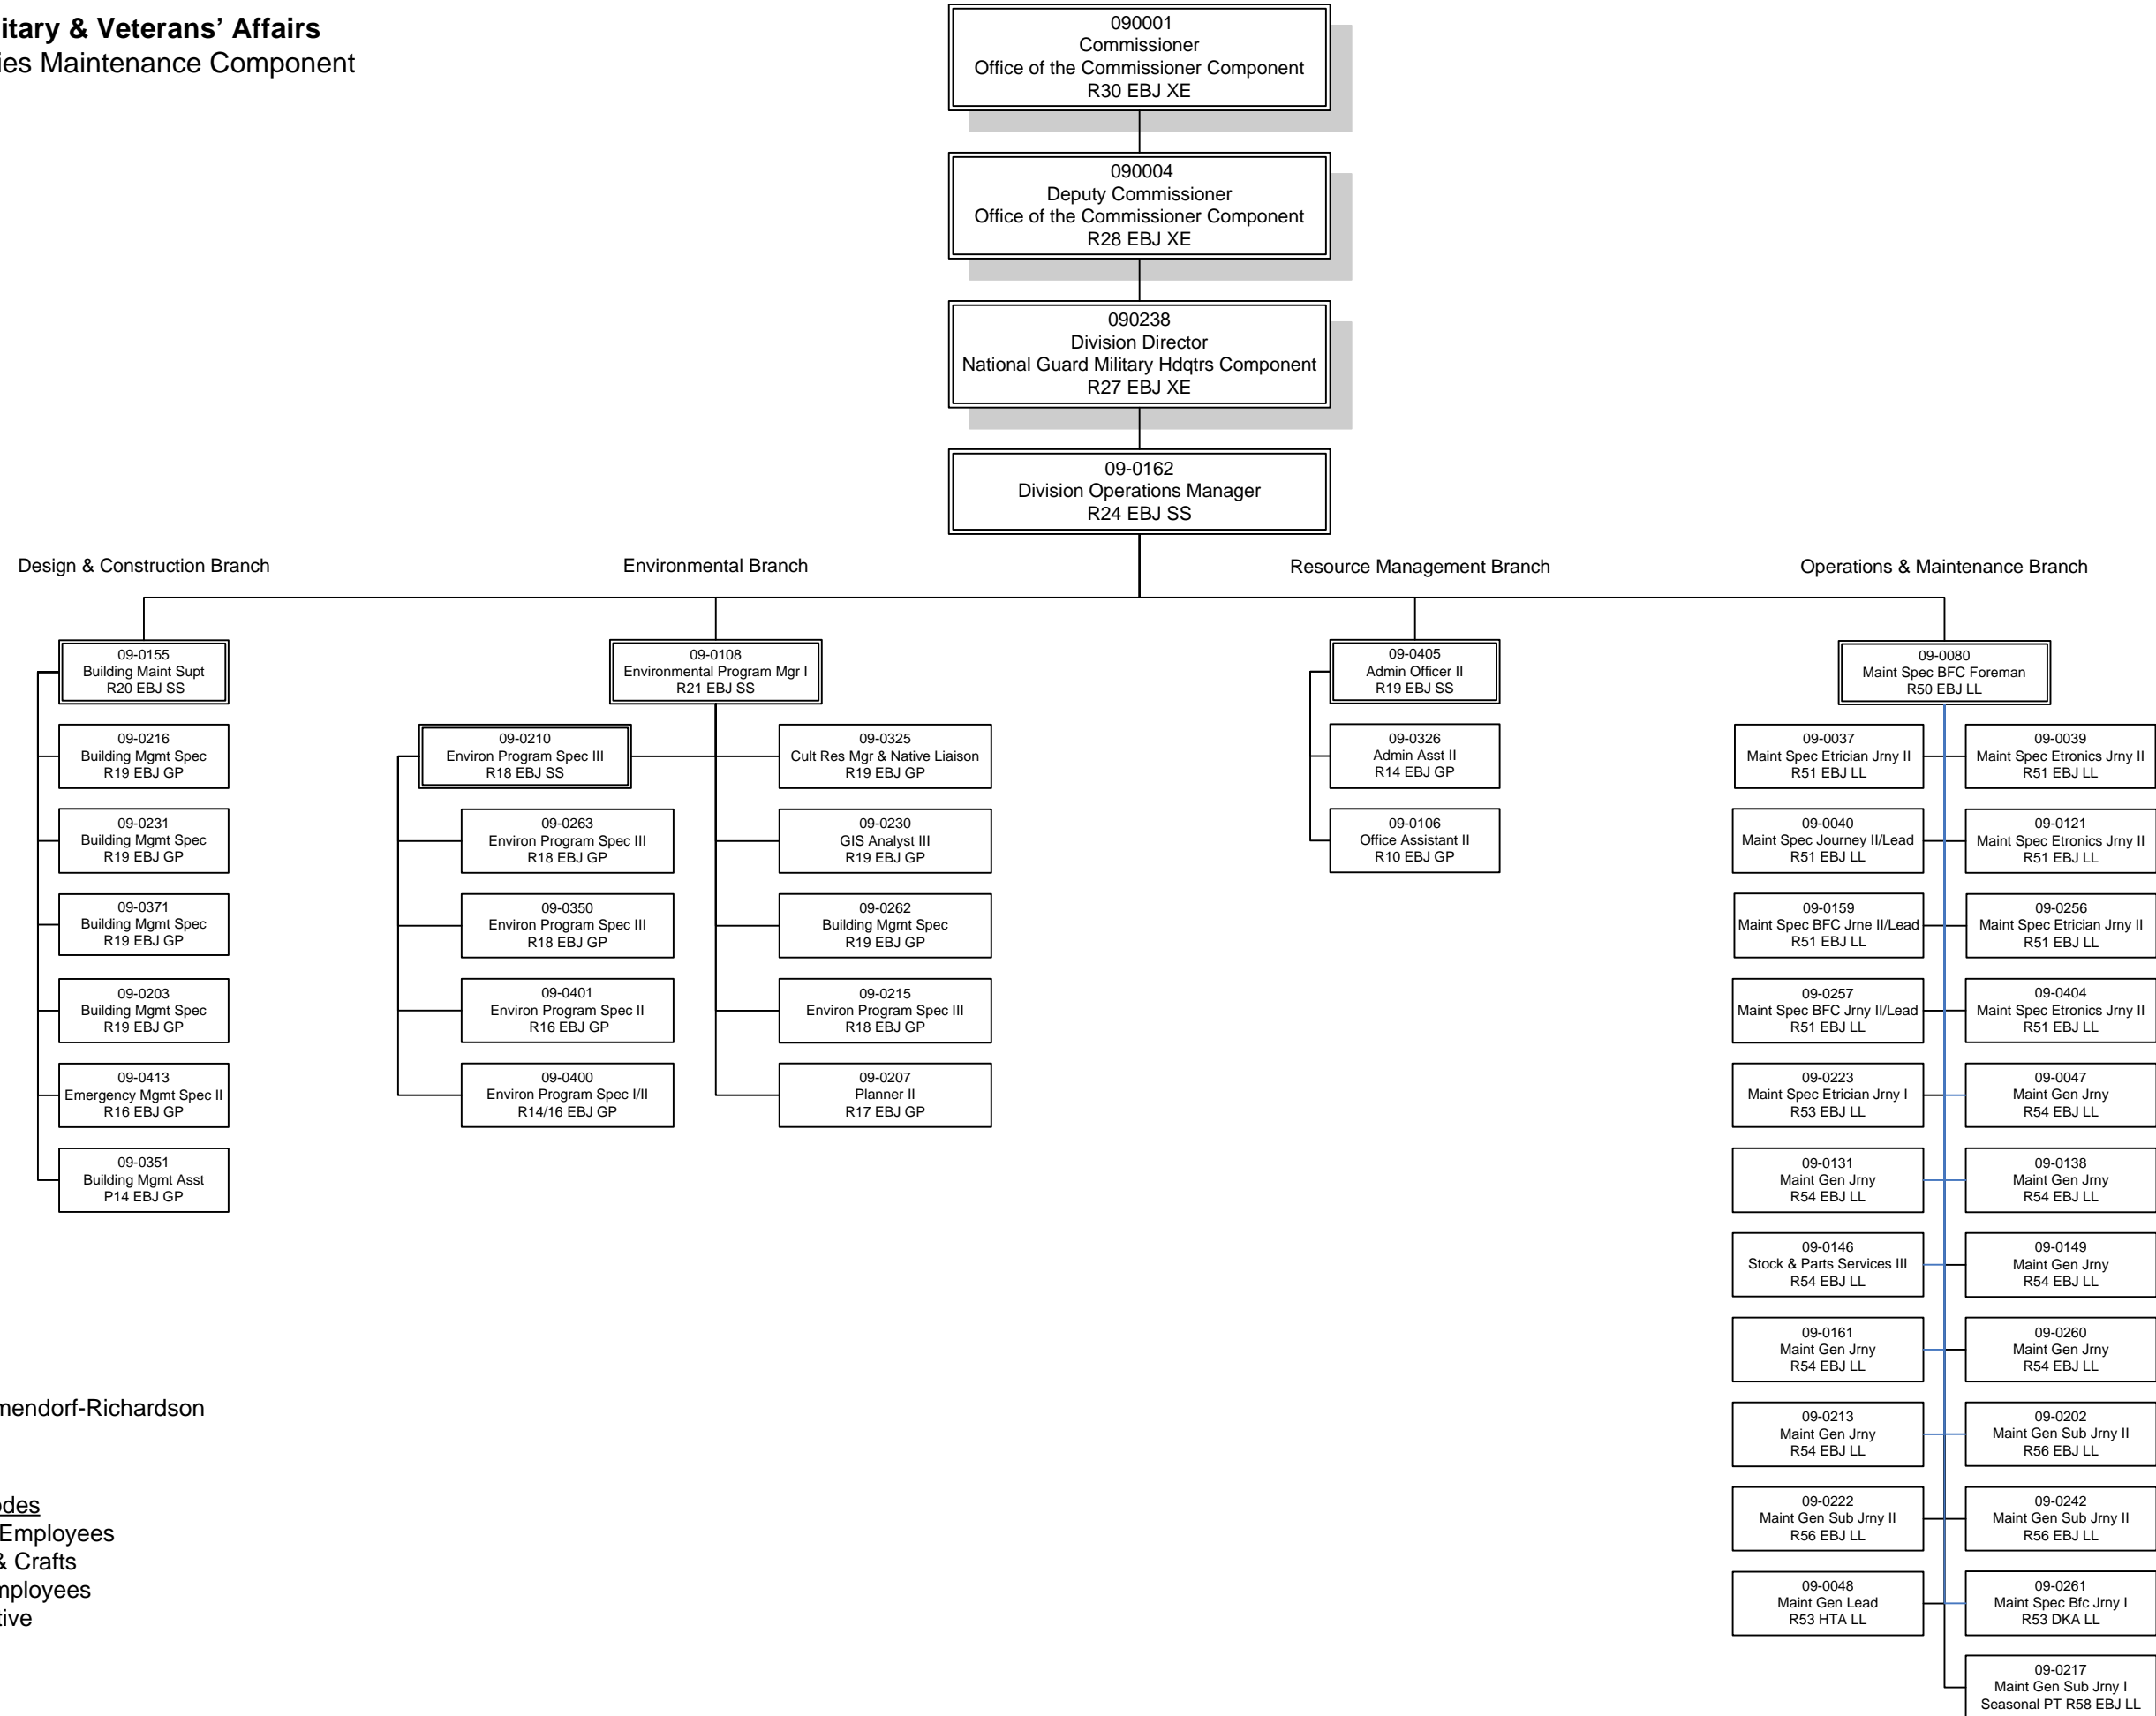 itary & Veterans’ Affairs
ies Maintenance Component
090001
Commissioner
Office of the Commissioner Component
R30 EBJ XE
090004
Deputy Commissioner
Office of the Commissioner Component
R28 EBJ XE
090238
Division Director
National Guard Military Hdqtrs Component
R27 EBJ XE
09-0162
Division Operations Manager
R24 EBJ SS
Design & Construction Branch
09-0155
Building Maint Supt
R20 EBJ SS
09-0216
Building Mgmt Spec
R19 EBJ GP
09-0231
Building Mgmt Spec
R19 EBJ GP
09-0371
Building Mgmt Spec
R19 EBJ GP
09-0203
Building Mgmt Spec
R19 EBJ GP
09-0413
Emergency Mgmt Spec II
R16 EBJ GP
09-0351
Building Mgmt Asst
P14 EBJ GP
Environmental Branch
09-0108
Environmental Program Mgr I
R21 EBJ SS
09-0210
Environ Program Spec III
R18 EBJ SS
09-0263
Environ Program Spec III
R18 EBJ GP
09-0350
Environ Program Spec III
R18 EBJ GP
09-0401
Environ Program Spec II
R16 EBJ GP
09-0400
Environ Program Spec I/II
R14/16 EBJ GP
09-0325
Cult Res Mgr & Native Liaison
R19 EBJ GP
09-0230
GIS Analyst III
R19 EBJ GP
09-0262
Building Mgmt Spec
R19 EBJ GP
09-0215
Environ Program Spec III
R18 EBJ GP
09-0207
Planner II
R17 EBJ GP
Resource Management Branch
09-0405
Admin Officer II
R19 EBJ SS
09-0326
Admin Asst II
R14 EBJ GP
09-0106
Office Assistant II
R10 EBJ GP
Operations & Maintenance Branch
09-0080
Maint Spec BFC Foreman
R50 EBJ LL
09-0037
Maint Spec Etrician Jrny II
R51 EBJ LL
09-0039
Maint Spec Etronics Jrny II
R51 EBJ LL
09-0040
Maint Spec Journey II/Lead
R51 EBJ LL
09-0121
Maint Spec Etronics Jrny II
R51 EBJ LL
09-0159
Maint Spec BFC Jrne II/Lead
R51 EBJ LL
09-0256
Maint Spec Etrician Jrny II
R51 EBJ LL
09-0257
Maint Spec BFC Jrny II/Lead
R51 EBJ LL
09-0404
Maint Spec Etronics Jrny II
R51 EBJ LL
09-0223
Maint Spec Etrician Jrny I
R53 EBJ LL
09-0047
Maint Gen Jrny
R54 EBJ LL
09-0131
Maint Gen Jrny
R54 EBJ LL
09-0138
Maint Gen Jrny
R54 EBJ LL
09-0146
Stock & Parts Services III
R54 EBJ LL
09-0149
Maint Gen Jrny
R54 EBJ LL
09-0161
Maint Gen Jrny
R54 EBJ LL
09-0260
Maint Gen Jrny
R54 EBJ LL
09-0213
Maint Gen Jrny
R54 EBJ LL
09-0202
Maint Gen Sub Jrny II
R56 EBJ LL
09-0222
Maint Gen Sub Jrny II
R56 EBJ LL
09-0242
Maint Gen Sub Jrny II
R56 EBJ LL
09-0048
Maint Gen Lead
R53 HTA LL
09-0261
Maint Spec Bfc Jrny I
R53 DKA LL
09-0217
Maint Gen Sub Jrny I
Seasonal PT R58 EBJ LL
mendorf-Richardson
odes
Employees
& Crafts
mployees
tive